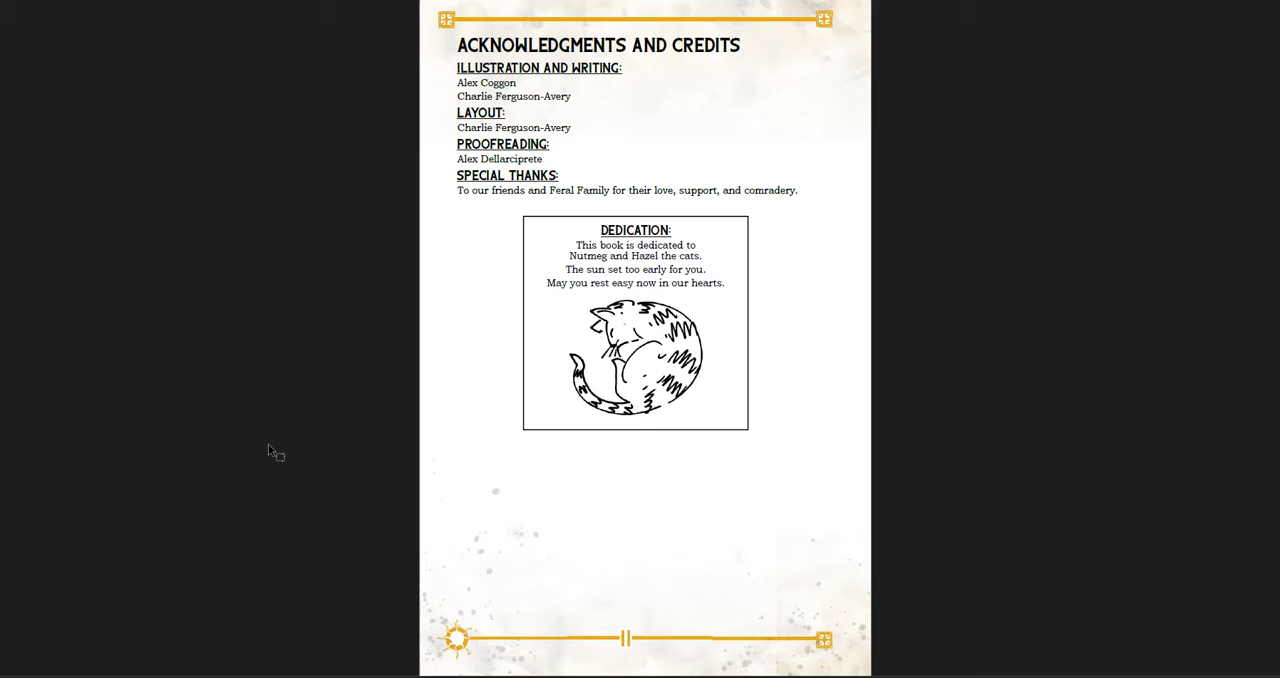 ACKNOWLEDGMENTS AND CREDITS
ILLUSTRATION AND WRITING:
Alex Coggon
Charlie Ferguson-Avery
LAYOUT:
Charlie Ferguson-Avery
PROOFREADING:
Alex Dellarciprete
SPECIAL THANKS:
To our friends and Feral Family for their love, support, and comradery.
DEDICATION:
This book is dedicated to
Nutmeg and Hazel the cats.
The sun set too early for you.
May you rest easy now in our hearts.